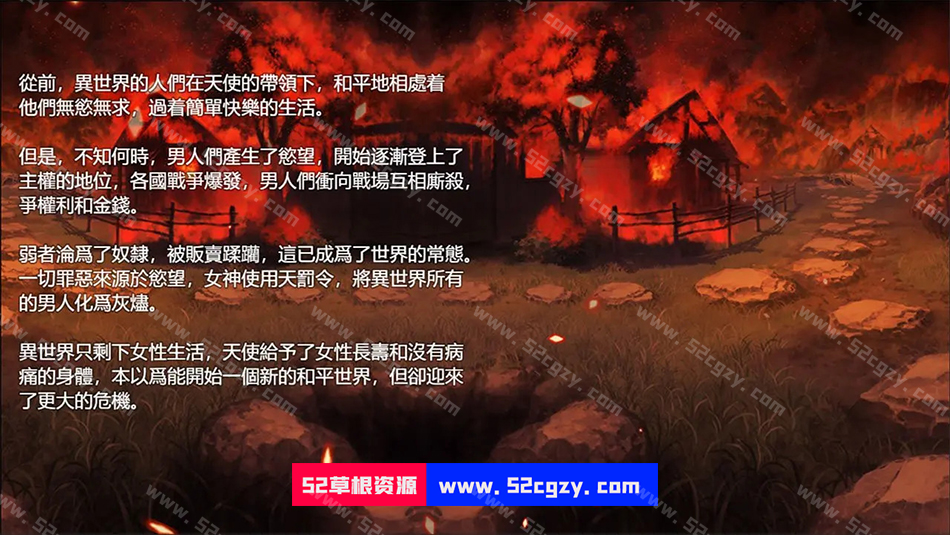 從前，異世界的人們在天使的帶領下，和平地相處着
他們無慾無求，過着簡單快樂的生活。
但是，不知何時，男人們產生了慾望，開始逐漸登上了
主權的地位，各國戰爭爆發，男人們衝向戰場互相廝殺，
爭權利和金錢。
弱者淪爲了奴隸，被販賣蹂躪，這已成爲了世界的常態。
一切罪惡來源於慾望，女神使用天罰令，將異世界所有
的男人化爲灰燼。
異世界只剩下女性生活，天使給予了女性長壽和沒有病
痛的身體，本以爲能開始一個新的和平世界，但卻迎來
了更大的危機。
52草根资源 www.52cgzy.com